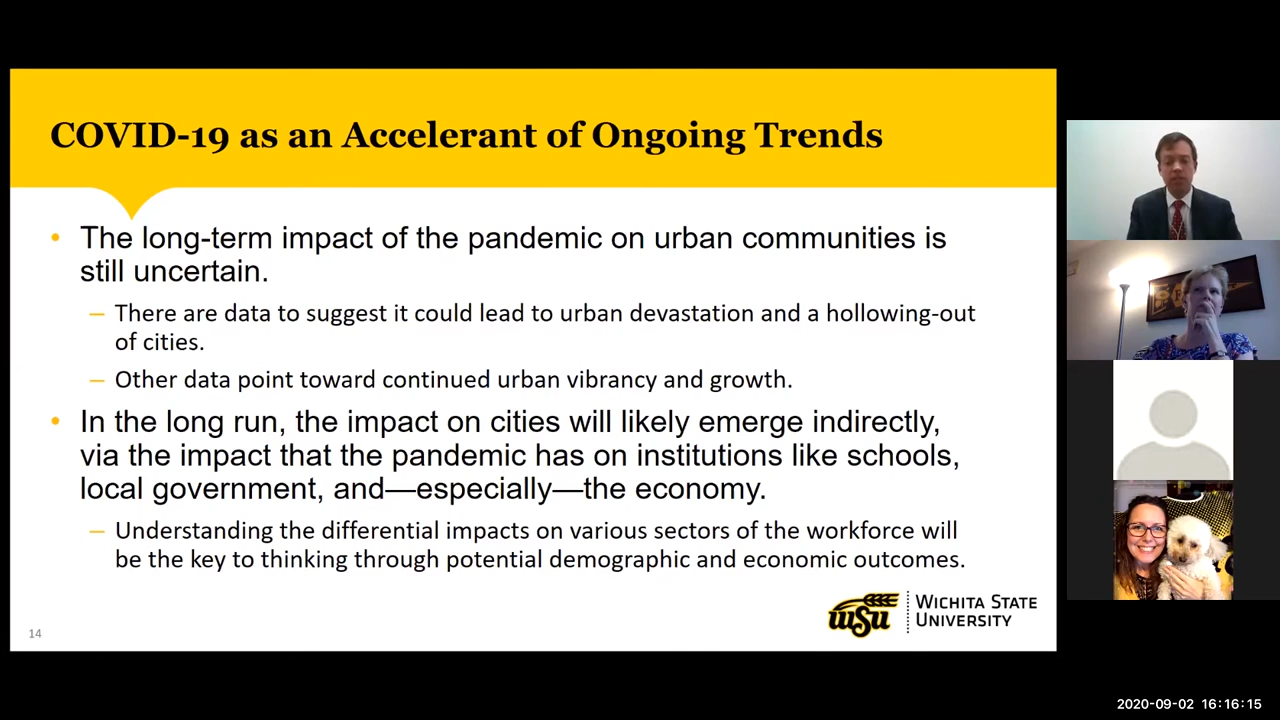 COVID-19 as an Accelerant of Ongoing Trends
• The long-term impact of the pandemic on urban communities is
still uncertain.
– There are data to suggest it could lead to urban devastation and a hollowing-out
of cities.
– Other data point toward continued urban vibrancy and growth.
• In the long run, the impact on cities will likely emerge indirectly,
via the impact that the pandemic has on institutions like schools,
local government, and—especially—the economy.
– Understanding the differential impacts on various sectors of the workforce will
be the key to thinking through potential demographic and economic outcomes.
wsu
WICHITA STATE
UNIVERSITY
14
2020-09-02 16:16:15